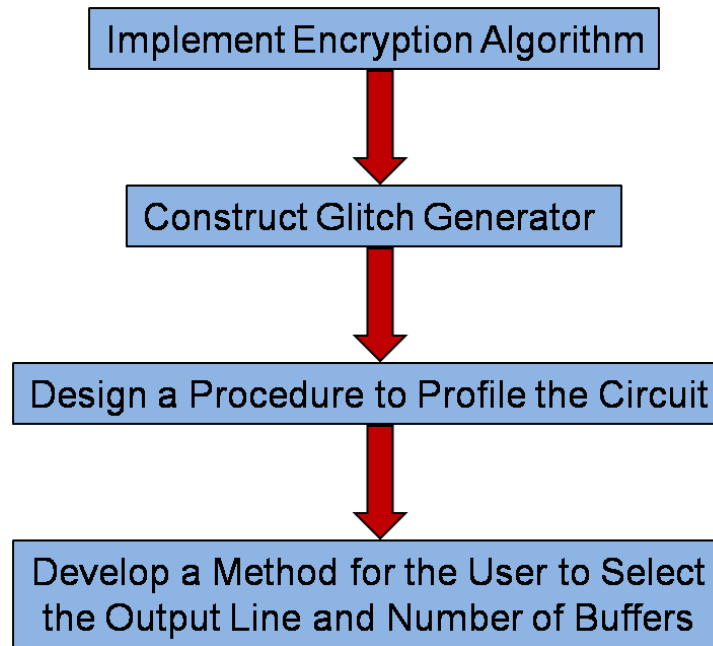 Implement Encryption Algorithm
Construct Glitch Generator
Design a Procedure to Profile the Circuit
Develop a Method for the User to Select
the Output Line and Number of Buffers